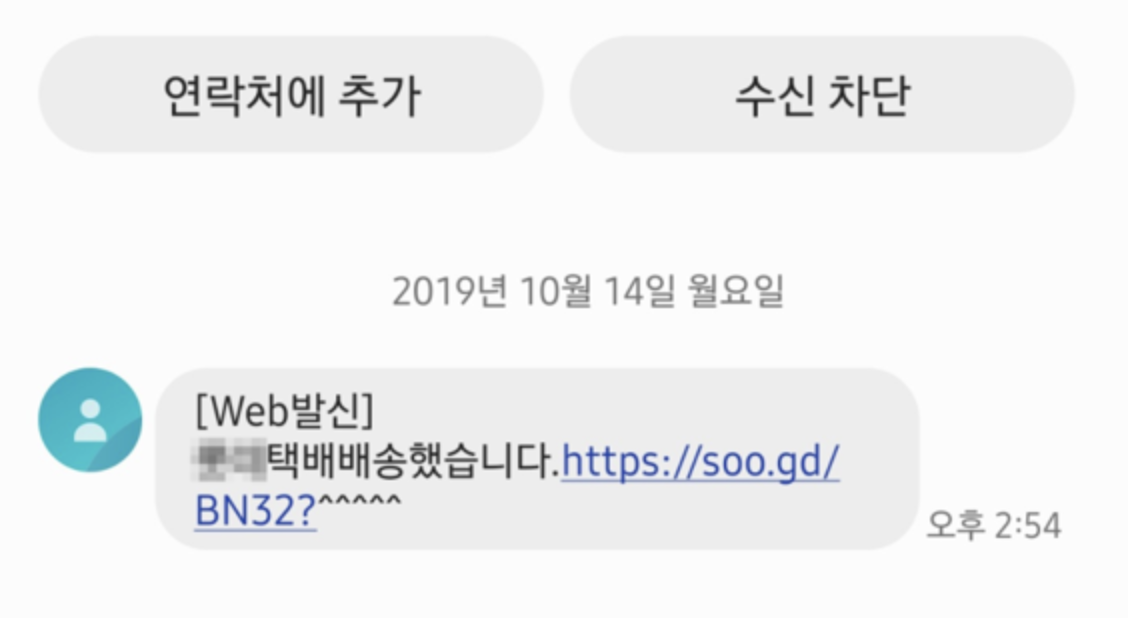 연락처에 추가
수신 차단
2019년 10월 14일 월요일
[Web발신]
택배배송했습니다.https://soo.gd/
BN32?^^^^^
오후 2:54